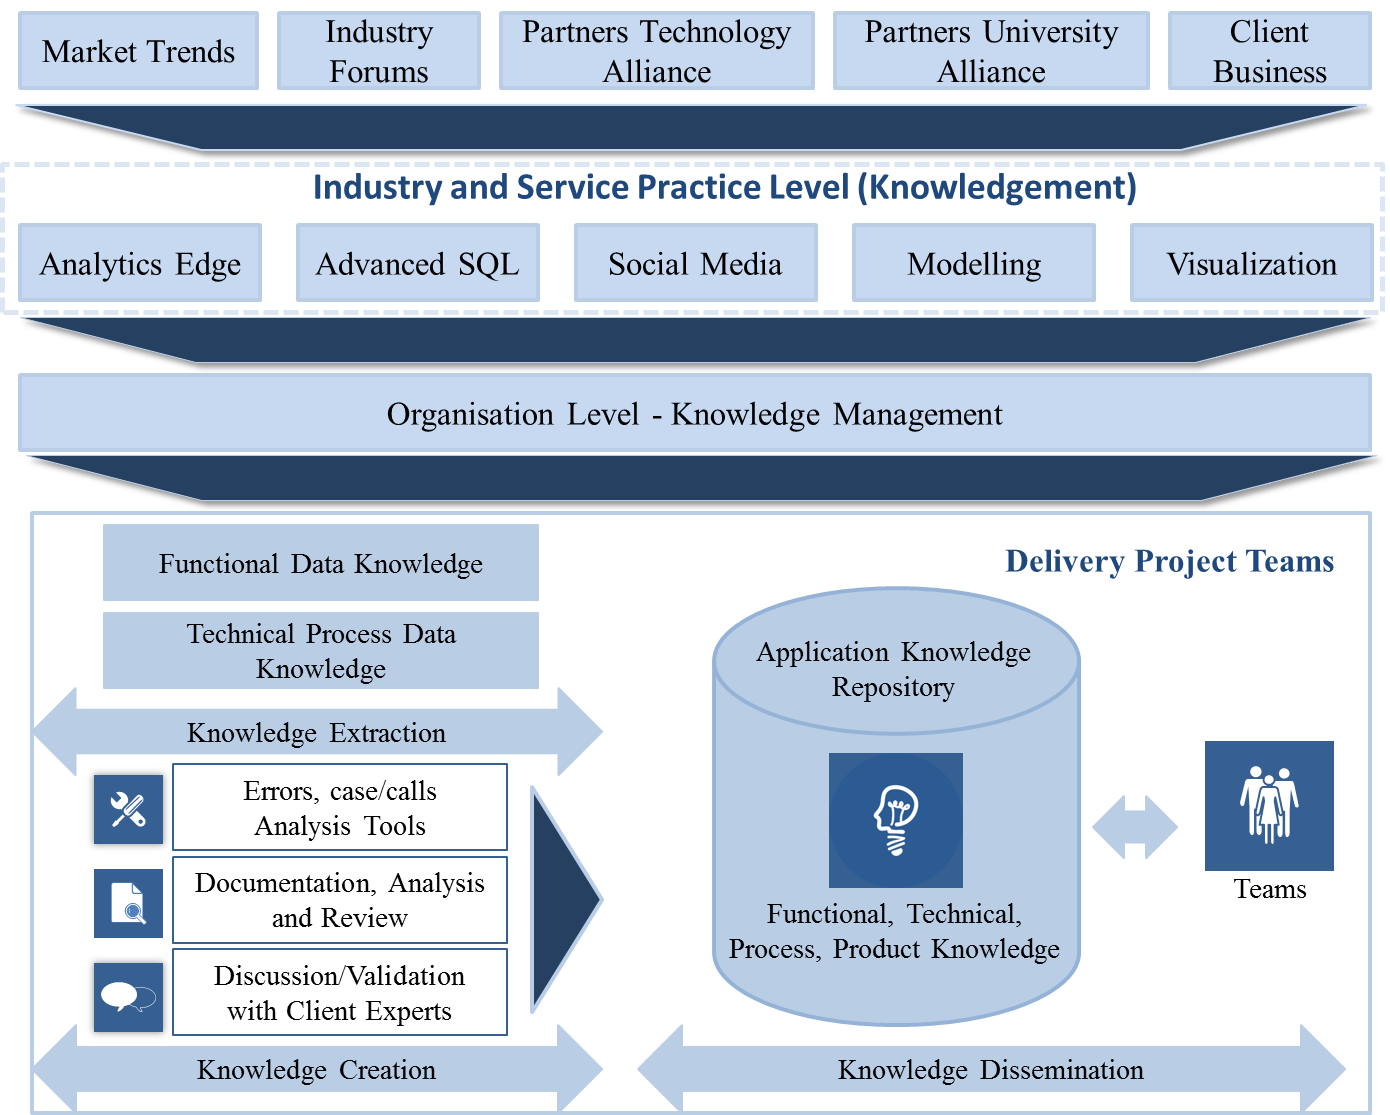 Market Trends
Industry
Forums
Partners Technology
Alliance
Partners University
Alliance
Client
Business
Industry and Service Practice Level (Knowledgement)
Analytics Edge
Advanced SQL
Social Media
Modelling
Visualization
Organisation Level - Knowledge Management
Functional Data Knowledge
Technical Process Data
Knowledge
Knowledge Extraction
Errors, case/calls
Analysis Tools
Documentation, Analysis
and Review
Discussion/Validation
with Client Experts
Knowledge Creation
Delivery Project Teams
Application Knowledge
Repository
Functional, Technical,
Process, Product Knowledge
Teams
Knowledge Dissemination